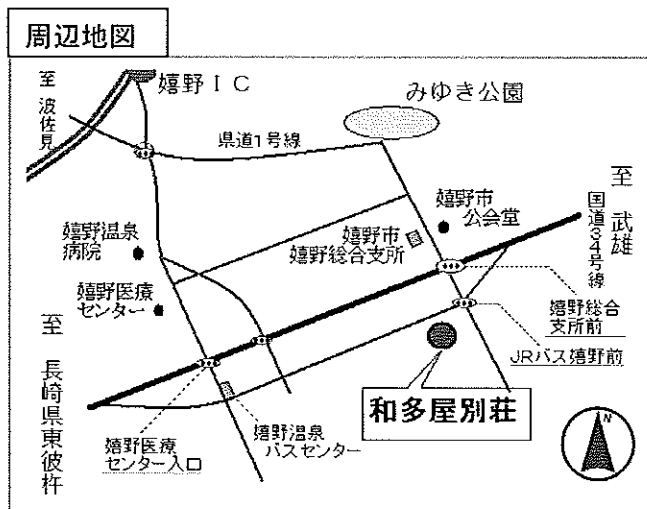 周辺地図
至 波佐見
嬉野IC
みゆき公園
県道1号線
至 武雄
国道34号線
嬉野市
公会堂
嬉野温泉
病院
嬉野市
嬉野総合支所
嬉野医療
センター
嬉野総合
支所前
JRバス嬉野前
至 長崎県東彼杵
和多屋別荘
嬉野温泉
バスセンター
嬉野医療
センター入口
N